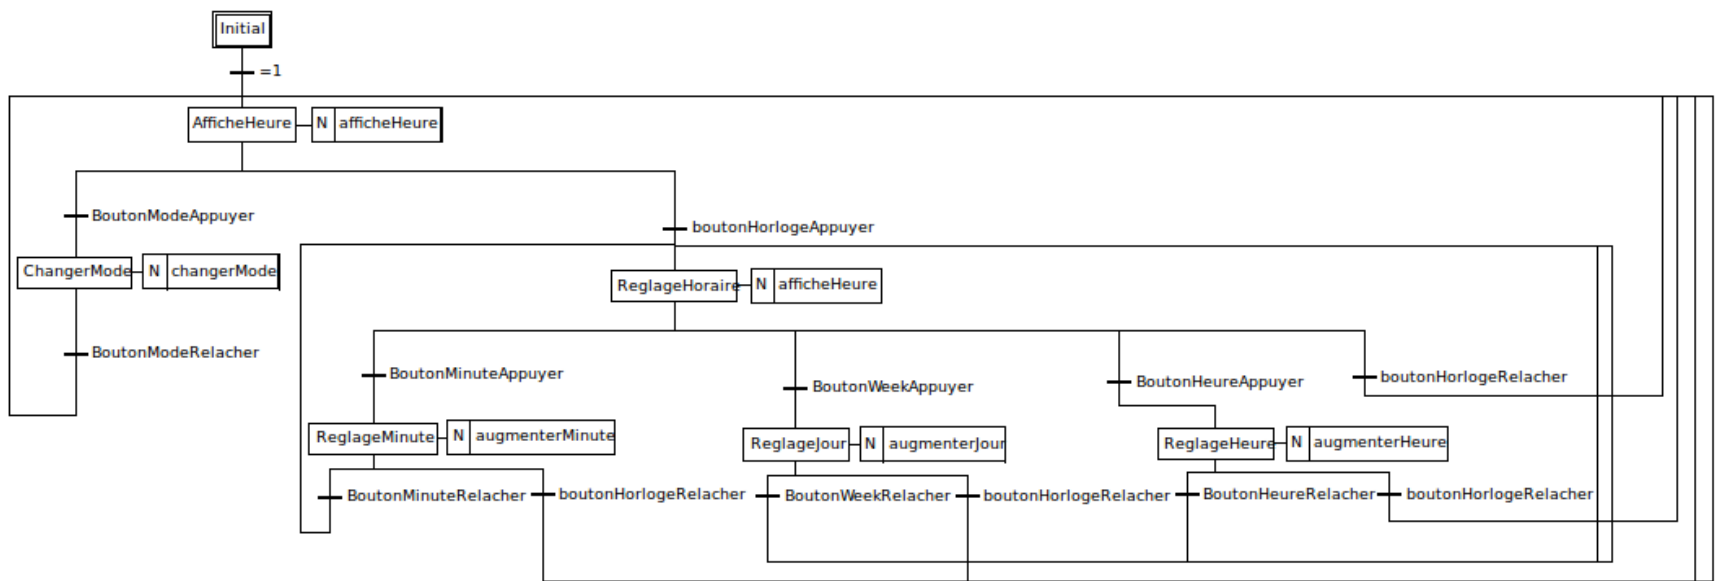 Initial
=1
AfficheHeure N afficheHeure
BoutonModeAppuyer
boutonHorlogeAppuyer
ChangerMode N changerMode
ReglageHoraire N afficheHeure
BoutonModeRelacher
BoutonMinuteAppuyer
BoutonWeekAppuyer
BoutonHeureAppuyer
boutonHorlogeRelacher
ReglageMinute N augmenterMinute
ReglageJour N augmenterJour
ReglageHeure N augmenterHeure
BoutonMinuteRelacher
boutonHorlogeRelacher
BoutonWeekRelacher
boutonHorlogeRelacher
BoutonHeureRelacher
boutonHorlogeRelacher